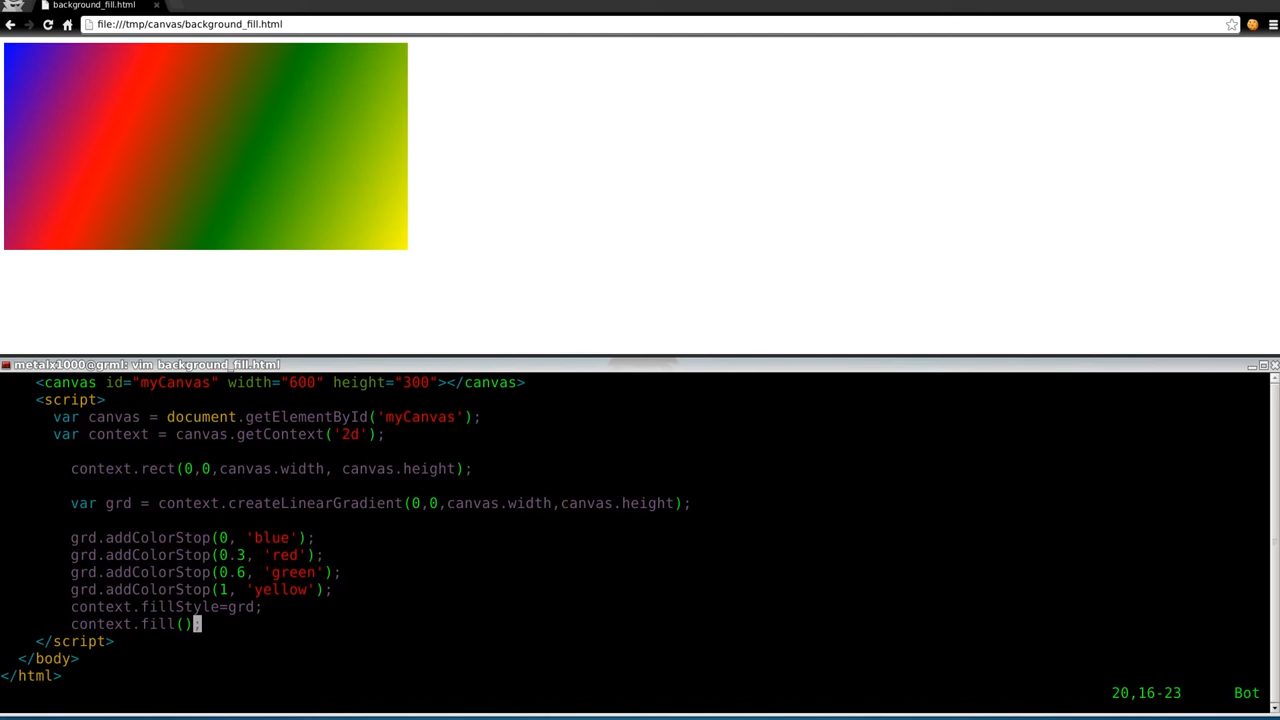 background_fill.html
file:///tmp/canvas/background_fill.html
metalx1000@grml: vim background_fill.html
<canvas id="myCanvas" width="600" height="300"></canvas>
<script>
var canvas = document.getElementById('myCanvas');
var context = canvas.getContext('2d');
context.rect(0,0,canvas.width, canvas.height);
var grd = context.createLinearGradient(0,0,canvas.width,canvas.height);
grd.addColorStop(0, 'blue');
grd.addColorStop(0.3, 'red');
grd.addColorStop(0.6, 'green');
grd.addColorStop(1, 'yellow');
context.fillStyle=grd;
context.fill();
</script>
</body>
</html>
20,16-23 Bot